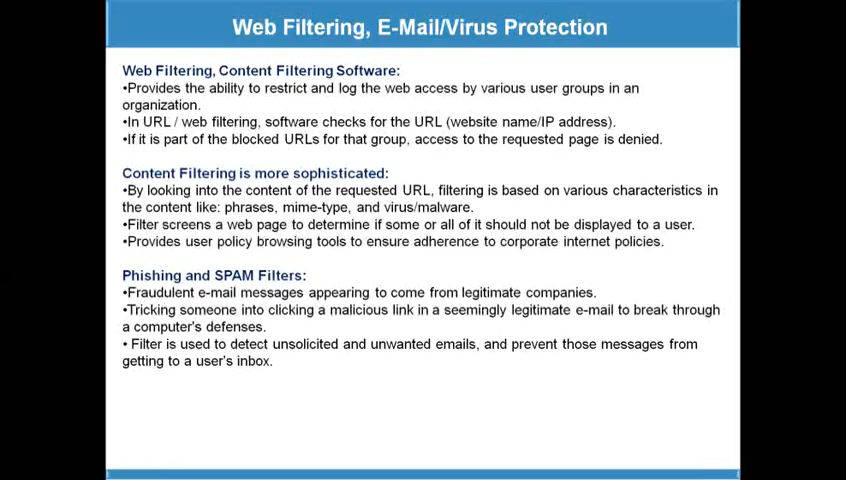 Web Filtering, E-Mail/Virus Protection
Web Filtering, Content Filtering Software:
•Provides the ability to restrict and log the web access by various user groups in an
organization.
•In URL / web filtering, software checks for the URL (website name/IP address).
•If it is part of the blocked URLs for that group, access to the requested page is denied.
Content Filtering is more sophisticated:
•By looking into the content of the requested URL, filtering is based on various characteristics in
the content like: phrases, mime-type, and virus/malware.
•Filter screens a web page to determine if some or all of it should not be displayed to a user.
•Provides user policy browsing tools to ensure adherence to corporate internet policies.
Phishing and SPAM Filters:
•Fraudulent e-mail messages appearing to come from legitimate companies.
•Tricking someone into clicking a malicious link in a seemingly legitimate e-mail to break through
a computer's defenses.
• Filter is used to detect unsolicited and unwanted emails, and prevent those messages from
getting to a user's inbox.